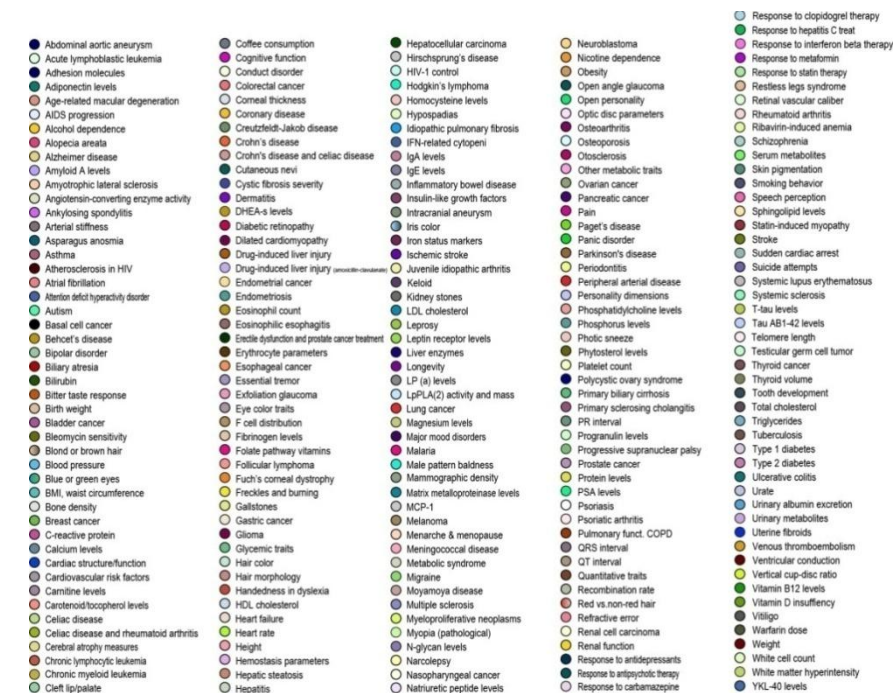 Abdominal aortic aneurysm
Acute lymphoblastic leukemia
Adhesion molecules
Adiponectin levels
Age-related macular degeneration
AIDS progression
Alcohol dependence
Alopecia areata
Alzheimer disease
Amyloid A levels
Amyotrophic lateral sclerosis
Angiotensin-converting enzyme activity
Ankylosing spondylitis
Arterial stiffness
Asparagus anosmia
Asthma
Atherosclerosis in HIV
Atrial fibrillation
Attention deficit hyperactivity disorder
Autism
Basal cell cancer
Behcet's disease
Bipolar disorder
Biliary atresia
Bilirubin
Bitter taste response
Birth weight
Bladder cancer
Bleomycin sensitivity
Blond or brown hair
Blood pressure
Blue or green eyes
BMI, waist circumference
Bone density
Breast cancer
C-reactive protein
Calcium levels
Cardiac structure/function
Cardiovascular risk factors
Carnitine levels
Carotenoid/tocopherol levels
Celiac disease
Celiac disease and rheumatoid arthritis
Cerebral atrophy measures
Chronic lymphocytic leukemia
Chronic myeloid leukemia
Cleft lip/palate
Coffee consumption
Cognitive function
Conduct disorder
Colorectal cancer
Corneal thickness
Coronary disease
Creutzfeldt-Jakob disease
Crohn's disease
Crohn's disease and celiac disease
Cutaneous nevi
Cystic fibrosis severity
Dermatitis
DHEA-s levels
Diabetic retinopathy
Dilated cardiomyopathy
Drug-induced liver injury
Drug-induced liver injury (amoxicillin-clavulanate)
Endometrial cancer
Endometriosis
Eosinophil count
Eosinophilic esophagitis
Erectile dysfunction and prostate cancer treatment
Erythrocyte parameters
Esophageal cancer
Essential tremor
Exfoliation glaucoma
Eye color traits
F cell distribution
Fibrinogen levels
Folate pathway vitamins
Follicular lymphoma
Fuch's corneal dystrophy
Freckles and burning
Gallstones
Gastric cancer
Glioma
Glycemic traits
Hair color
Hair morphology
Handedness in dyslexia
HDL cholesterol
Heart failure
Heart rate
Height
Hemostasis parameters
Hepatic steatosis
Hepatitis
Hepatocellular carcinoma
Hirschsprung's disease
HIV-1 control
Hodgkin's lymphoma
Homocysteine levels
Hypospadias
Idiopathic pulmonary fibrosis
IFN-related cytopeni
IgA levels
IgE levels
Inflammatory bowel disease
Insulin-like growth factors
Intracranial aneurysm
Iris color
Iron status markers
Ischemic stroke
Juvenile idiopathic arthritis
Keloid
Kidney stones
LDL cholesterol
Leprosy
Leptin receptor levels
Liver enzymes
Longevity
LP (a) levels
LpPLA(2) activity and mass
Lung cancer
Magnesium levels
Major mood disorders
Malaria
Male pattern baldness
Mammographic density
Matrix metalloproteinase levels
MCP-1
Melanoma
Menarche & menopause
Meningococcal disease
Metabolic syndrome
Migraine
Moyamoya disease
Multiple sclerosis
Myeloproliferative neoplasms
Myopia (pathological)
N-glycan levels
Narcolepsy
Nasopharyngeal cancer
Natriuretic peptide levels
Neuroblastoma
Nicotine dependence
Obesity
Open angle glaucoma
Open personality
Optic disc parameters
Osteoarthritis
Osteoporosis
Otosclerosis
Other metabolic traits
Ovarian cancer
Pancreatic cancer
Pain
Paget's disease
Panic disorder
Parkinson's disease
Periodontitis
Peripheral arterial disease
Personality dimensions
Phosphatidylcholine levels
Phosphorus levels
Photic sneeze
Phytosterol levels
Platelet count
Polycystic ovary syndrome
Primary biliary cirrhosis
Primary sclerosing cholangitis
PR interval
Progranulin levels
Progressive supranuclear palsy
Prostate cancer
Protein levels
PSA levels
Psoriasis
Psoriatic arthritis
Pulmonary funct. COPD
QRS interval
QT interval
Quantitative traits
Recombination rate
Red vs.non-red hair
Refractive error
Renal cell carcinoma
Renal function
Response to antidepressants
Response to antipsychotic therapy
Response to carbamazepine
Response to clopidogrel therapy
Response to hepatitis C treat
Response to interferon beta therapy
Response to metaformin
Response to statin therapy
Restless legs syndrome
Retinal vascular caliber
Rheumatoid arthritis
Ribavirin-induced anemia
Schizophrenia
Serum metabolites
Skin pigmentation
Smoking behavior
Speech perception
Sphingolipid levels
Statin-induced myopathy
Stroke
Sudden cardiac arrest
Suicide attempts
Systemic lupus erythematosus
Systemic sclerosis
T-tau levels
Tau AB1-42 levels
Telomere length
Testicular germ cell tumor
Thyroid cancer
Thyroid volume
Tooth development
Total cholesterol
Triglycerides
Tuberculosis
Type 1 diabetes
Type 2 diabetes
Ulcerative colitis
Urate
Urinary albumin excretion
Urinary metabolites
Uterine fibroids
Venous thromboembolism
Ventricular conduction
Vertical cup-disc ratio
Vitamin B12 levels
Vitamin D insuffiency
Vitiligo
Warfarin dose
Weight
White cell count
White matter hyperintensity
YKL-40 levels